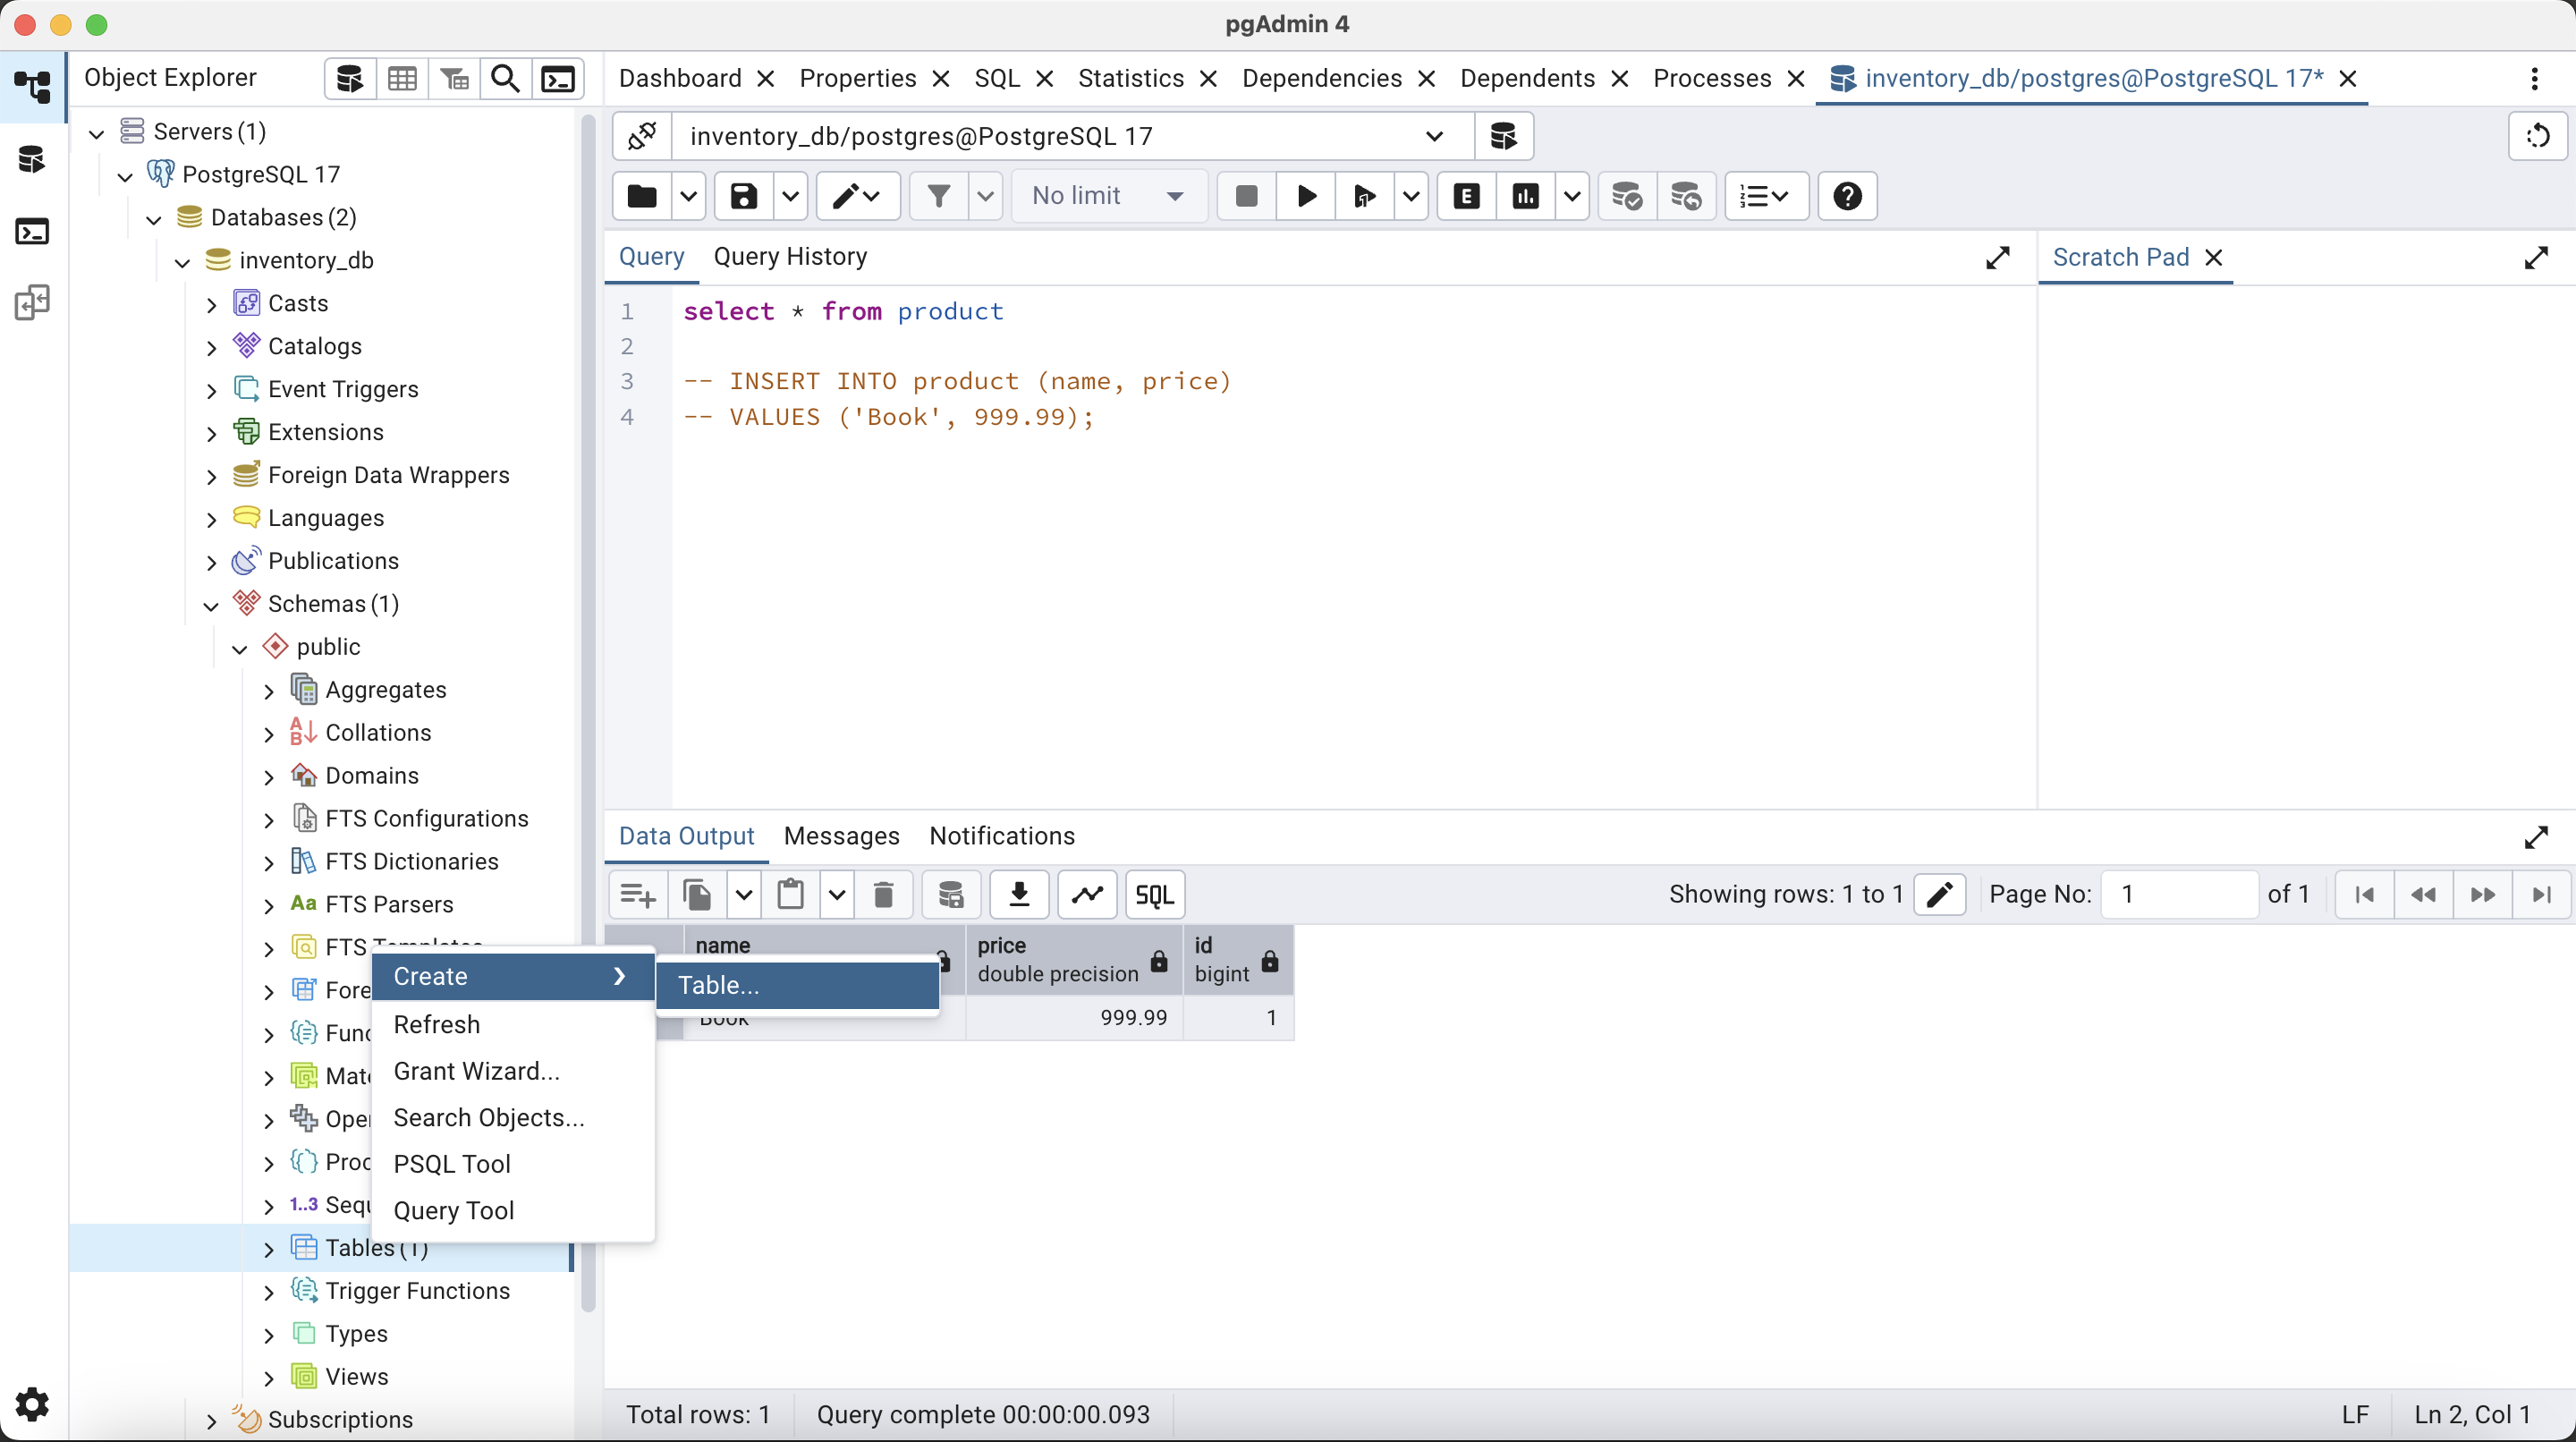 pgAdmin 4
Object Explorer
Dashboard
Properties
SQL
Statistics
Dependencies
Dependents
Processes
inventory_db/postgres@PostgreSQL 17*
Servers (1)
PostgreSQL 17
Databases (2)
inventory_db
Casts
Catalogs
Event Triggers
Extensions
Foreign Data Wrappers
Languages
Publications
Schemas (1)
public
Aggregates
Collations
Domains
FTS Configurations
FTS Dictionaries
Aa FTS Parsers
FTS Templates
Fore
Func
Mate
Oper
Proc
1..3 Sequ
Tables (1)
Trigger Functions
Types
Views
Subscriptions
Create
Table...
Refresh
Grant Wizard...
Search Objects...
PSQL Tool
Query Tool
inventory_db/postgres@PostgreSQL 17
No limit
E
Query
Query History
Scratch Pad
1 select * from product
2
3 -- INSERT INTO product (name, price)
4 -- VALUES ('Book', 999.99);
Data Output
Messages
Notifications
SQL
Showing rows: 1 to 1
Page No: 1 of 1
name
price
double precision
id
bigint
Book
999.99
1
Total rows: 1
Query complete 00:00:00.093
LF
Ln 2, Col 1